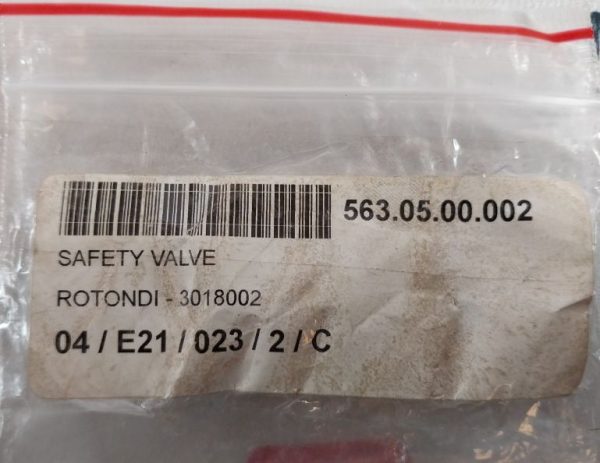 563.05.00.002
SAFETY VALVE
ROTONDI - 3018002
04 / E21 / 023 / 2 / C